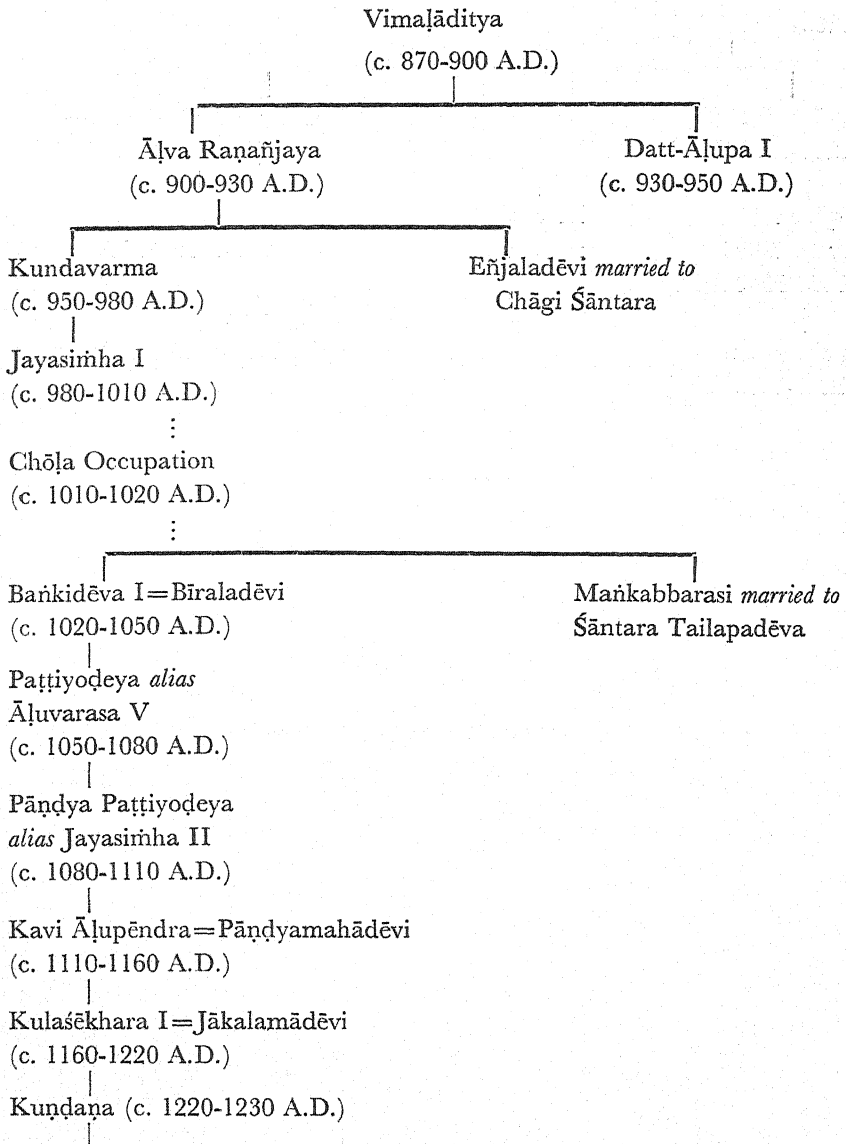 Vimaḷāditya
(c. 870-900 A.D.)
Āḷva Raṇañjaya
(c. 900-930 A.D.)
Datt-Āḷupa I
(c. 930-950 A.D.)
Kundavarma
(c. 950-980 A.D.)
Eñjaladēvi married to
Chāgi Śāntara
Jayasiṁha I
(c. 980-1010 A.D.)
Chōḷa Occupation
(c. 1010-1020 A.D.)
Baṅkidēva I=Bīraladēvi
(c. 1020-1050 A.D.)
Maṅkabbarasi married to
Śāntara Tailapadēva
Paṭṭiyoḍeya alias
Āḷuvarasa V
(c. 1050-1080 A.D.)
Pāṇḍya Paṭṭiyoḍeya
alias Jayasiṁha II
(c. 1080-1110 A.D.)
Kavi Āḷupēndra=Pāṇḍyamahādēvi
(c. 1110-1160 A.D.)
Kulaśēkhara I=Jākalamādēvi
(c. 1160-1220 A.D.)
Kuṇḍaṇa (c. 1220-1230 A.D.)